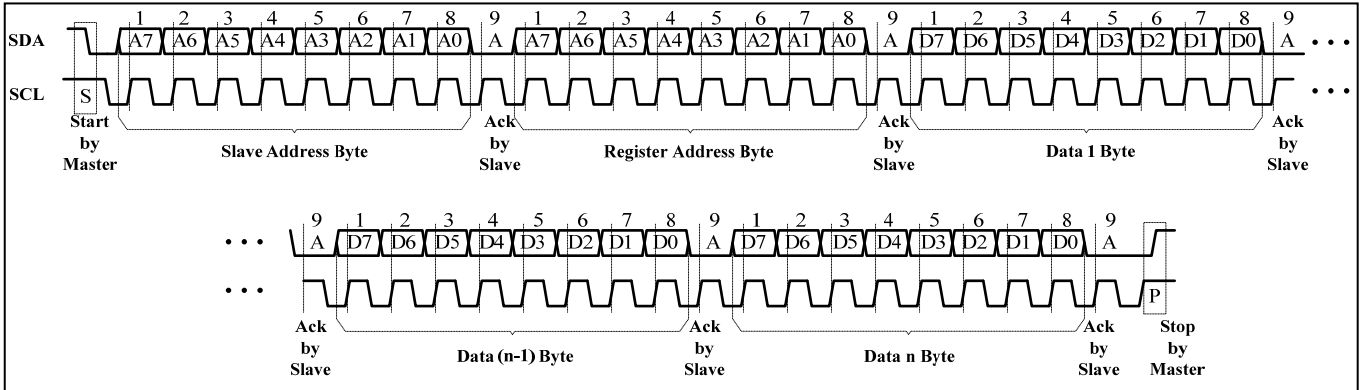 1 2 3 4 5 6 7 8 9 1 2 3 4 5 6 7 8 9 1 2 3 4 5 6 7 8 9
SDA A7 A6 A5 A4 A3 A2 A1 A0 A A7 A6 A5 A4 A3 A2 A1 A0 A D7 D6 D5 D4 D3 D2 D1 D0 A • • •
SCL S • • •
Start by Master
Slave Address Byte
Ack by Slave
Register Address Byte
Ack by Slave
Data 1 Byte
Ack by Slave
9 1 2 3 4 5 6 7 8 9 1 2 3 4 5 6 7 8 9
• • • A D7 D6 D5 D4 D3 D2 D1 D0 A D7 D6 D5 D4 D3 D2 D1 D0 A
• • • P
Ack by Slave
Data (n-1) Byte
Ack by Slave
Data n Byte
Ack by Slave
Stop by Master